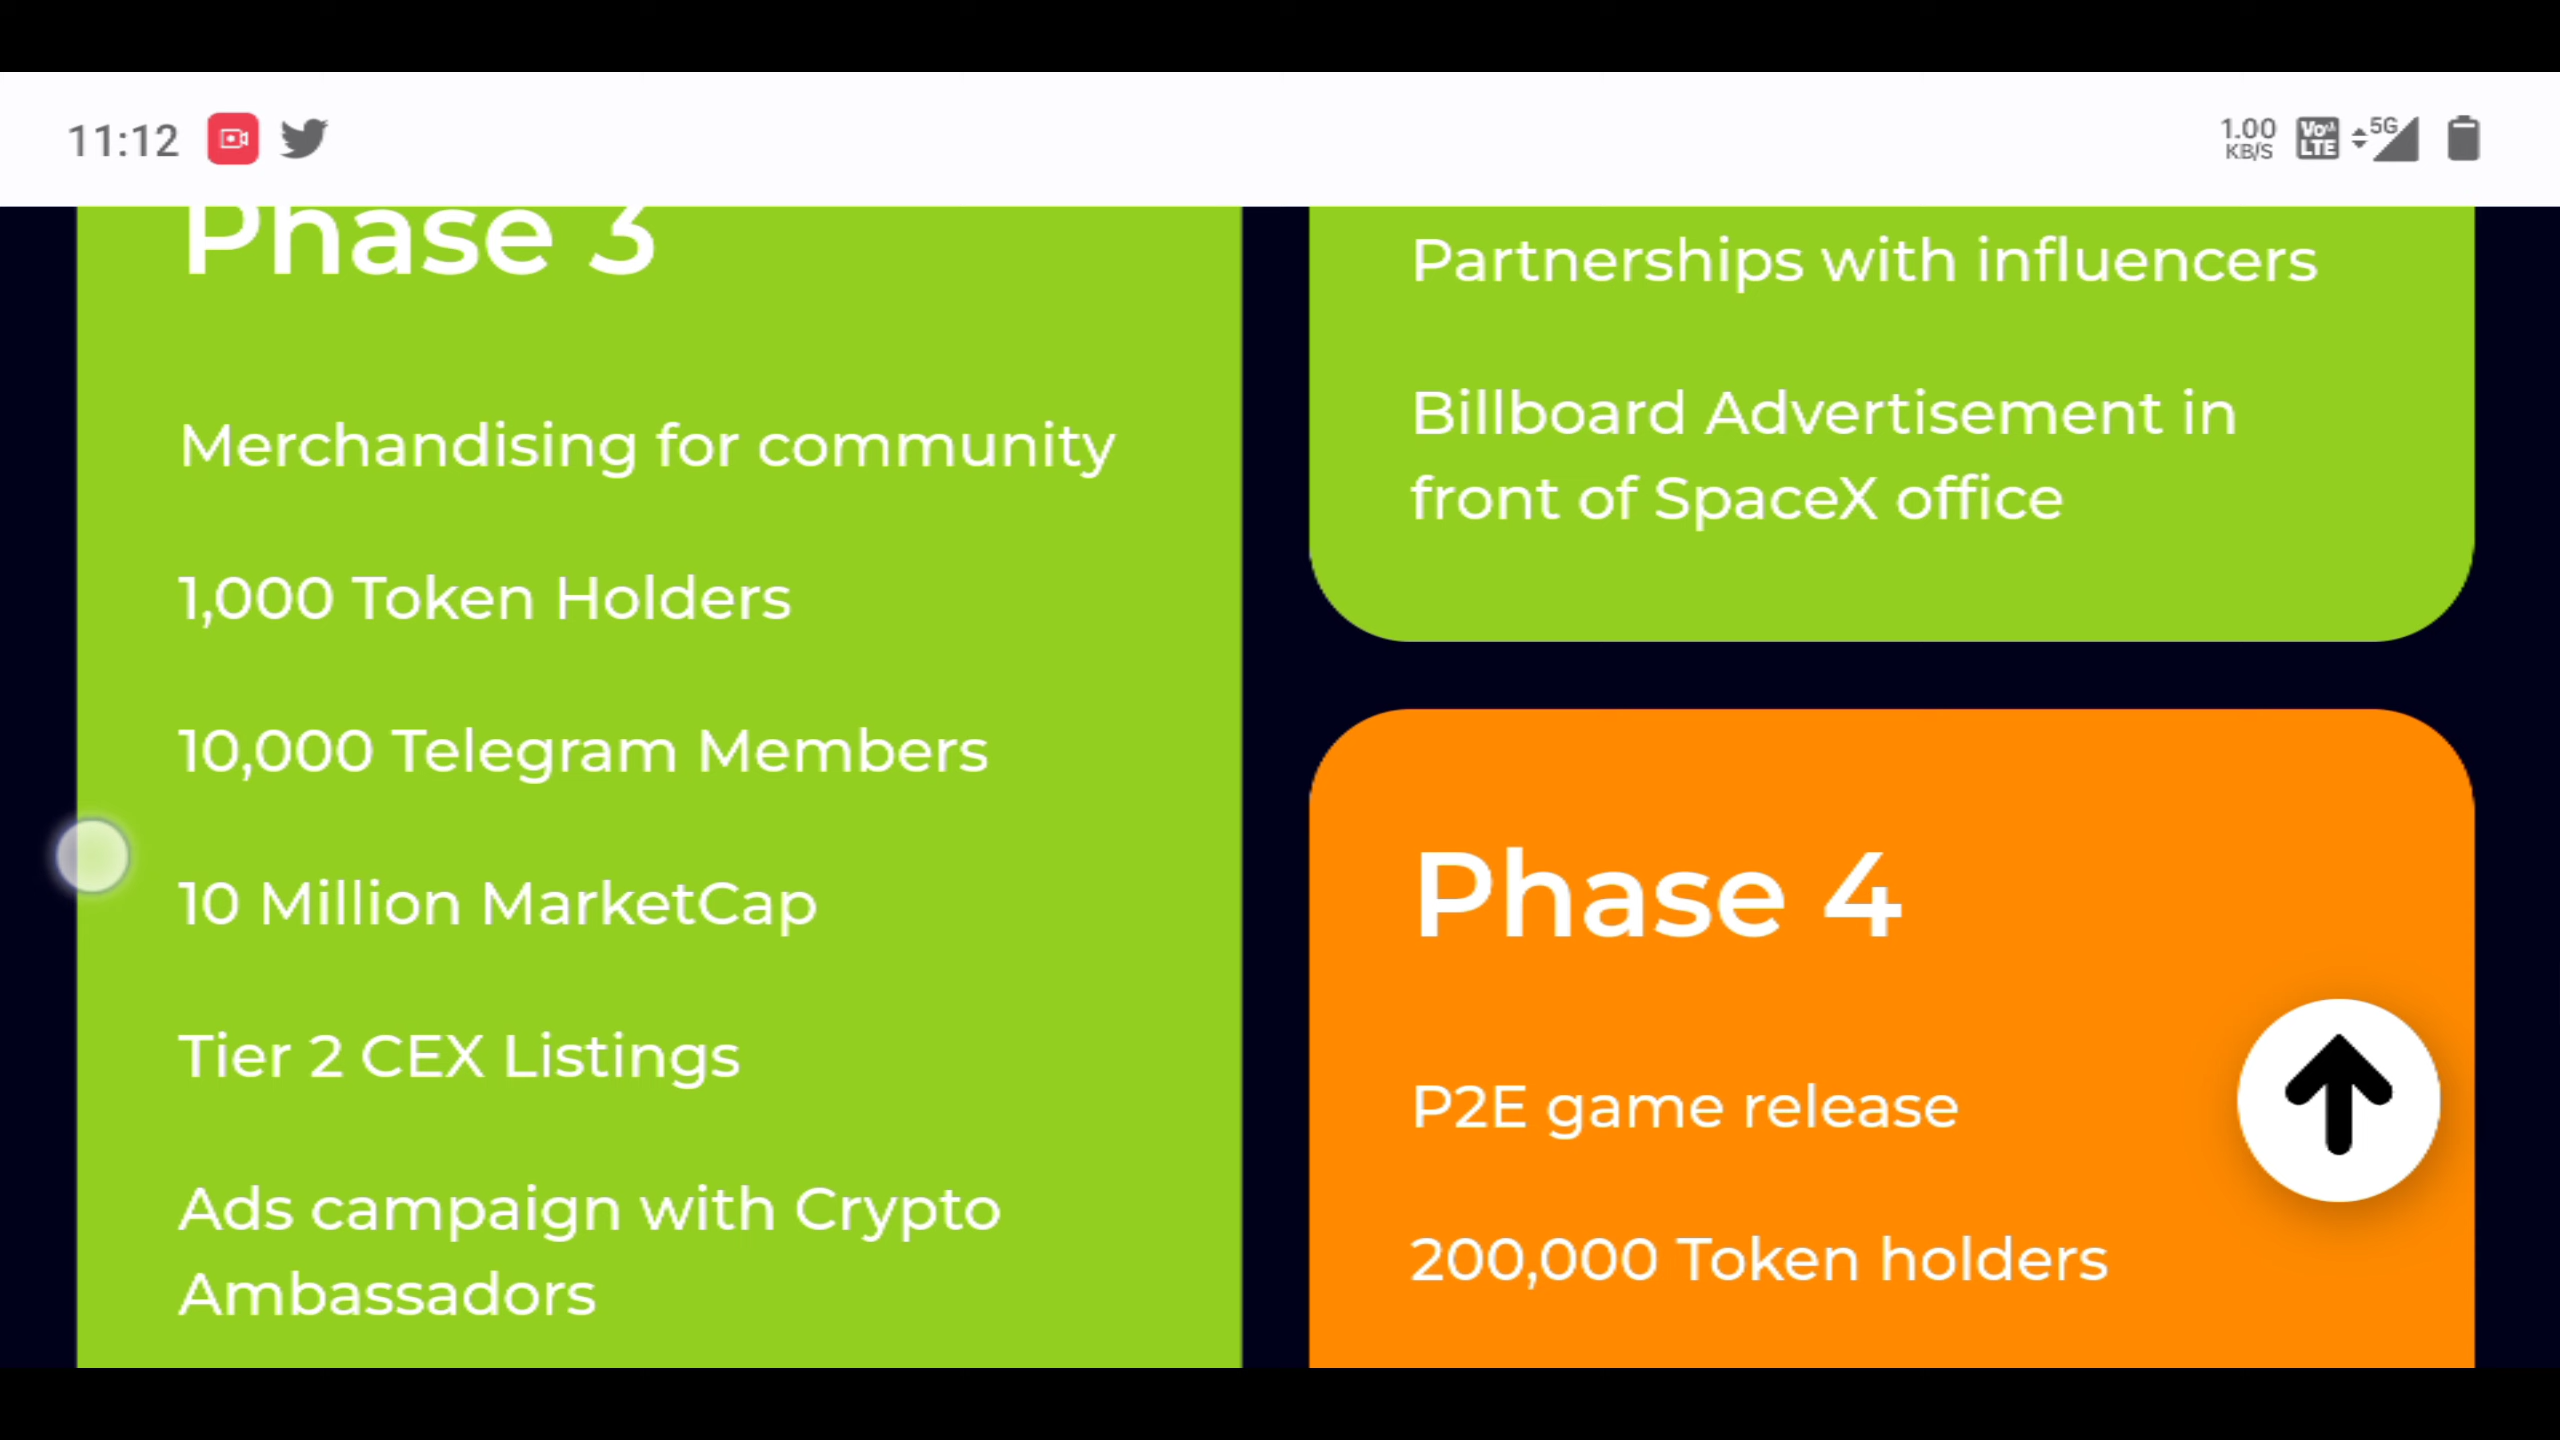 11:12
1.00
KB/S
Vo
LTE
5G
Phase 3
Merchandising for community
1,000 Token Holders
10,000 Telegram Members
10 Million MarketCap
Tier 2 CEX Listings
Ads campaign with Crypto
Ambassadors
Partnerships with influencers
Billboard Advertisement in
front of SpaceX office
Phase 4
P2E game release
200,000 Token holders